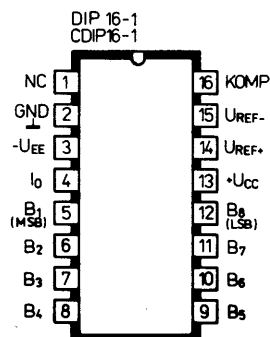 DIP 16-1
CDIP16-1
NC 1 16 KOMP
GND 2 15 UREF-
-UEE 3 14 UREF+
I0 4 13 +UCC
B1 (MSB) 5 12 B8 (LSB)
B2 6 11 B7
B3 7 10 B6
B4 8 9 B5